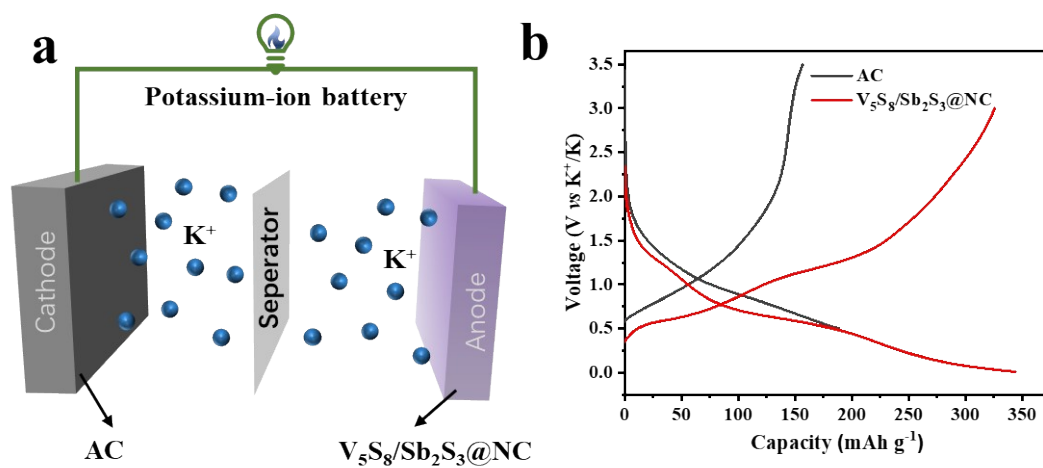 a
Potassium-ion battery
Cathode
K⁺
Seperator
K⁺
Anode
AC
V₅S₈/Sb₂S₃@NC
b
AC
V₅S₈/Sb₂S₃@NC
Voltage (V vs K⁺/K)
3.5
3.0
2.5
2.0
1.5
1.0
0.5
0.0
0 50 100 150 200 250 300 350
Capacity (mAh g⁻¹)